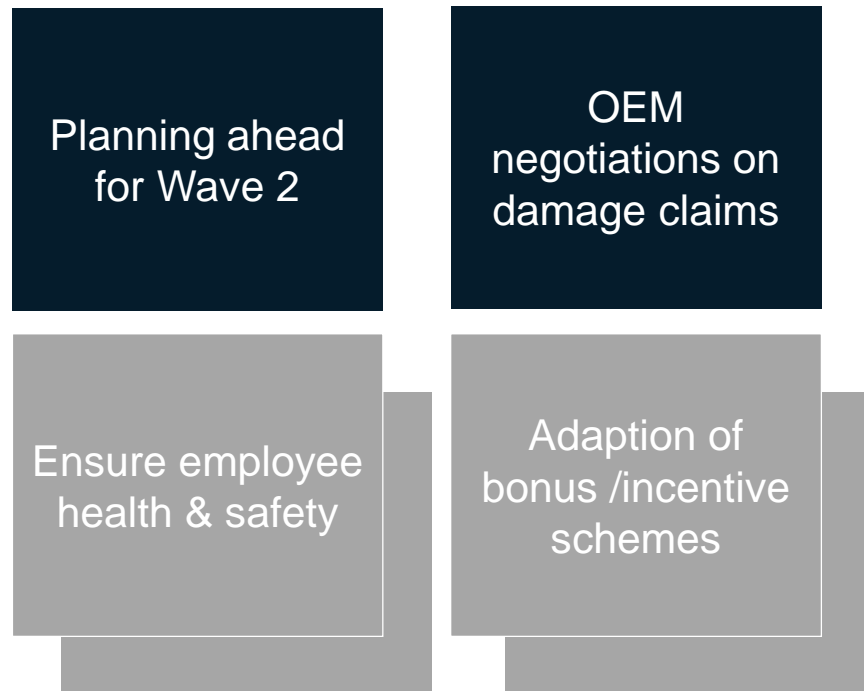 Planning ahead
for Wave 2
OEM
negotiations on
damage claims
Ensure employee
health & safety
Adaption of
bonus /incentive
schemes